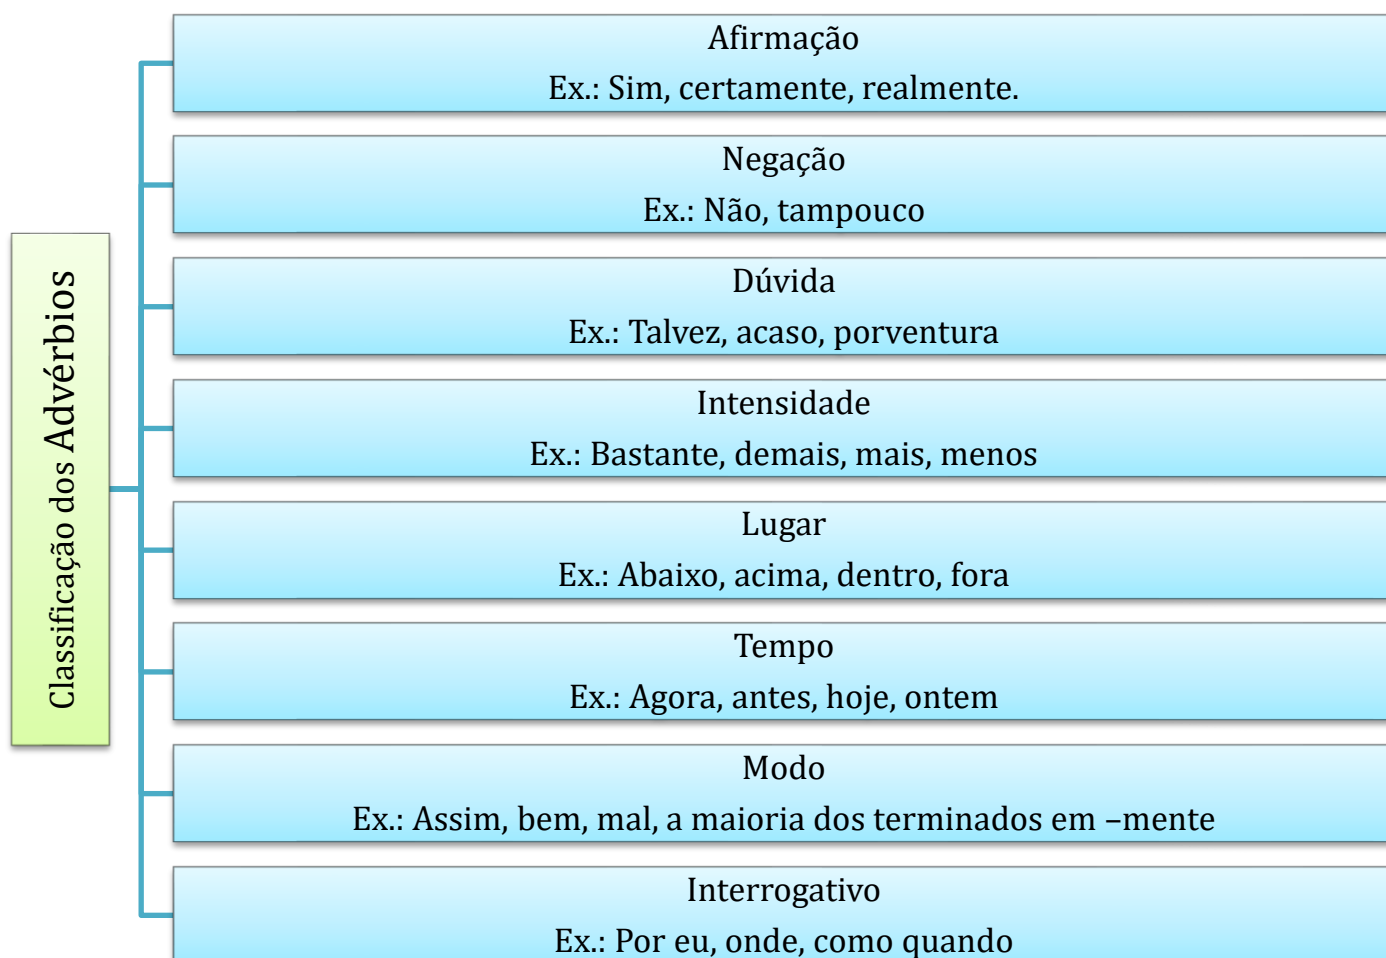 Classificação dos Advérbios
Afirmação
Ex.: Sim, certamente, realmente.
Negação
Ex.: Não, tampouco
Dúvida
Ex.: Talvez, acaso, porventura
Intensidade
Ex.: Bastante, demais, mais, menos
Lugar
Ex.: Abaixo, acima, dentro, fora
Tempo
Ex.: Agora, antes, hoje, ontem
Modo
Ex.: Assim, bem, mal, a maioria dos terminados em –mente
Interrogativo
Ex.: Por eu, onde, como quando